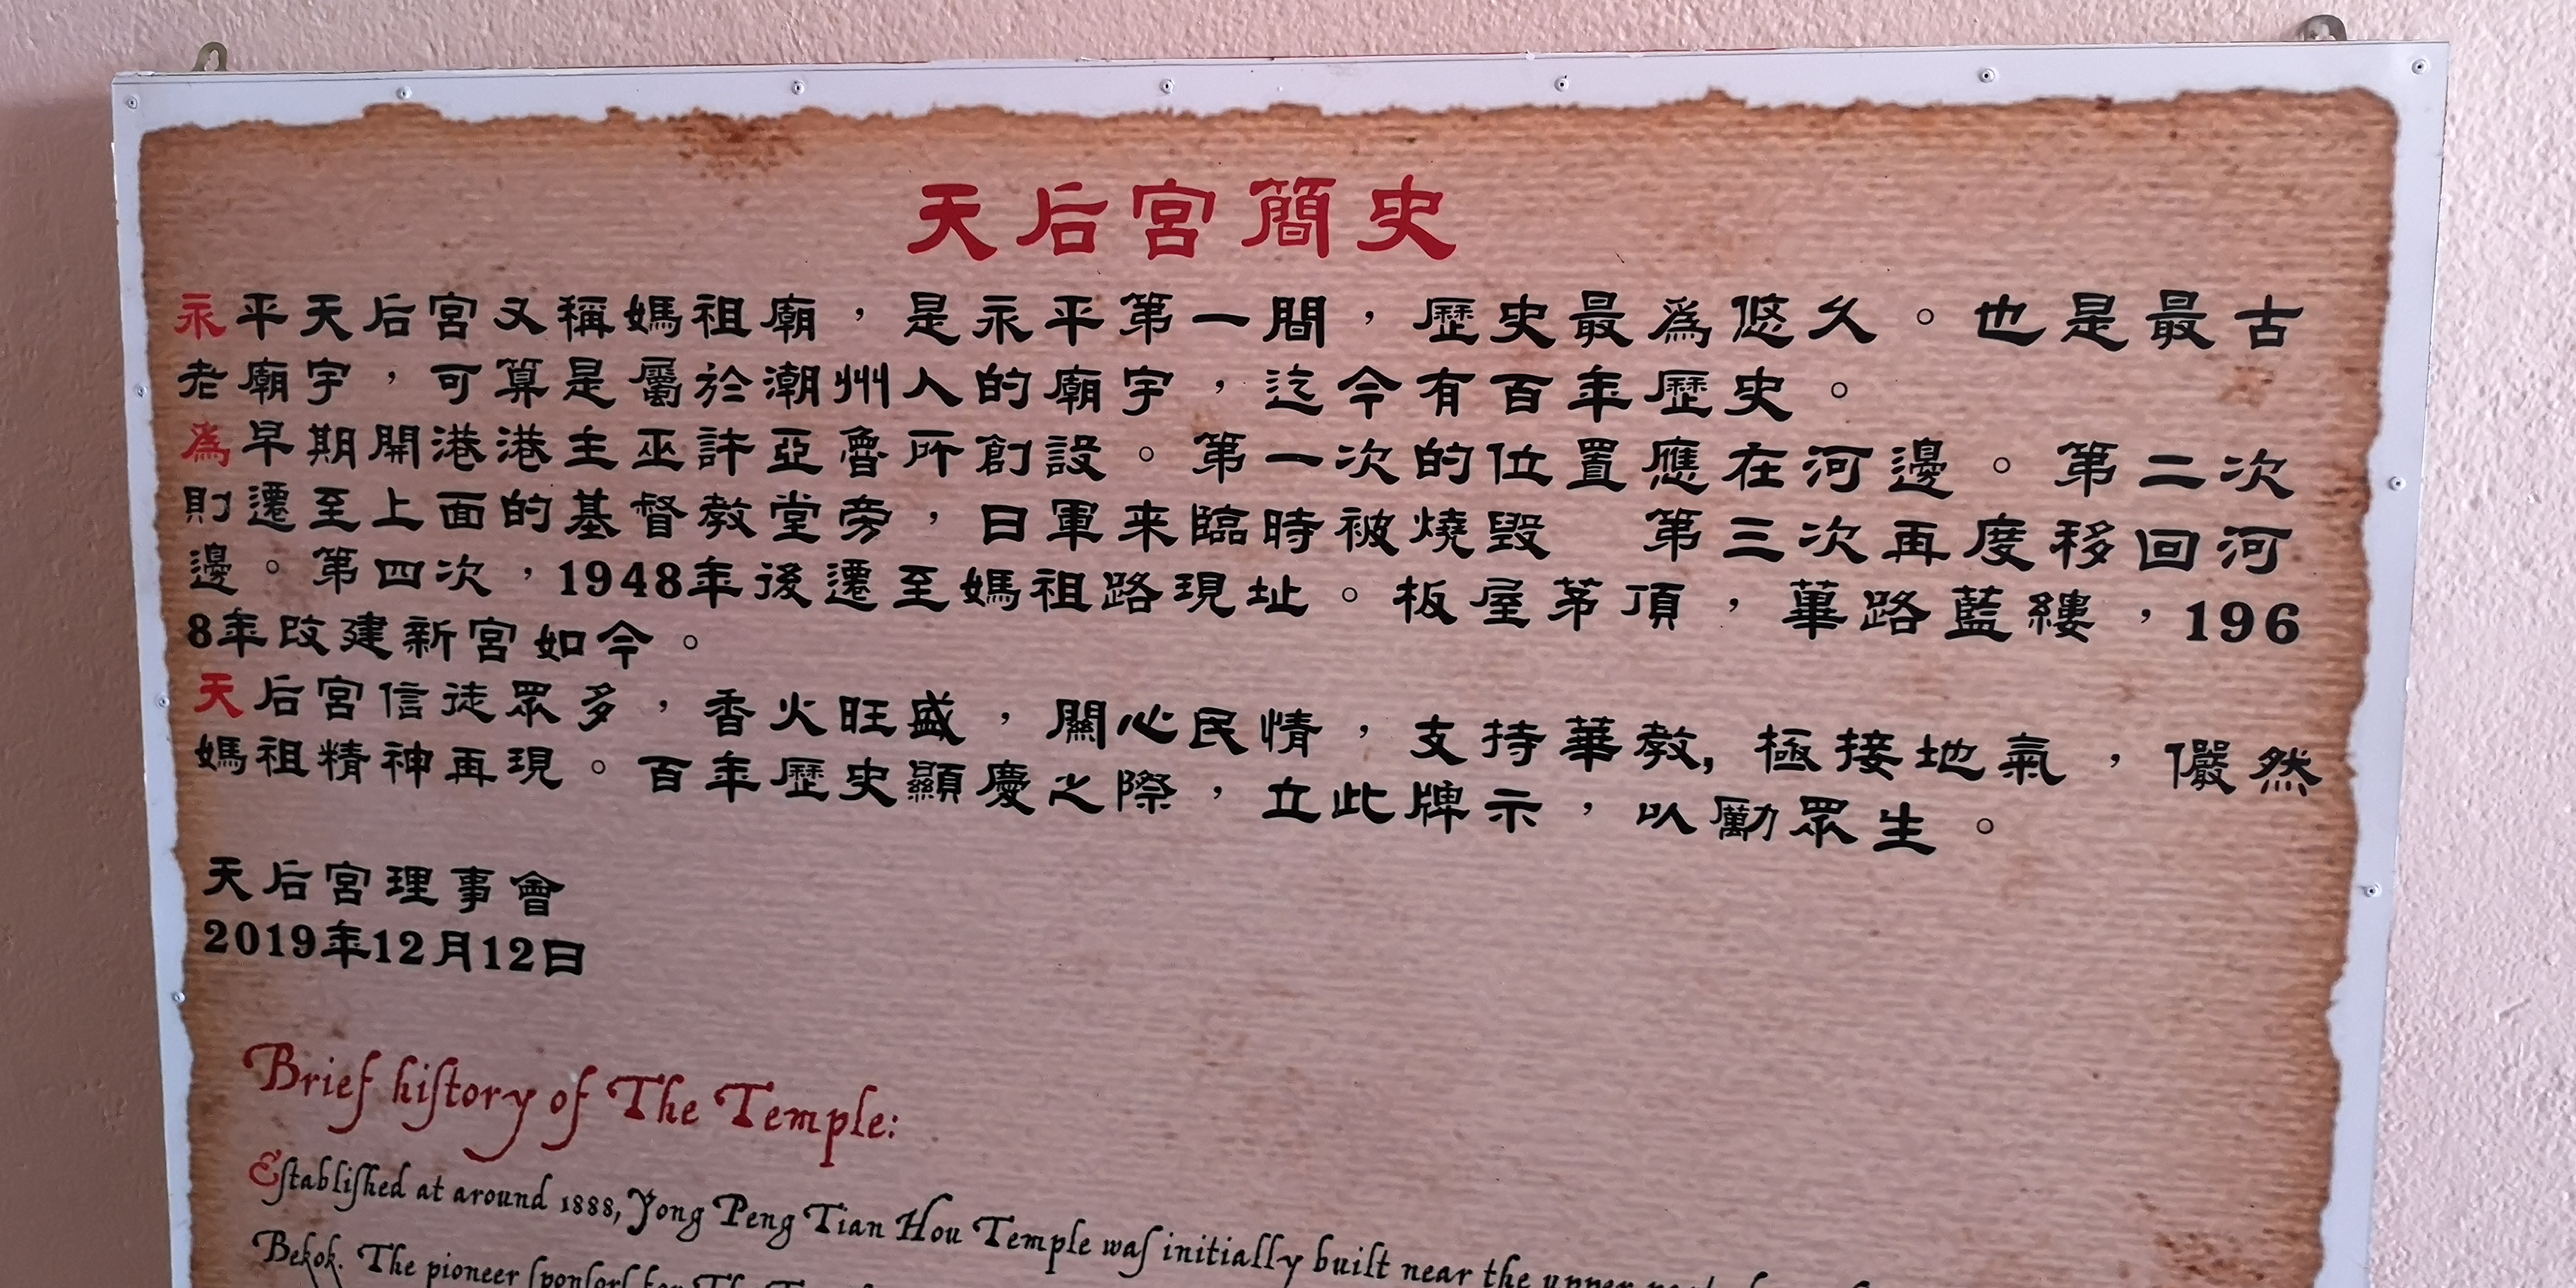 天后宮簡史
永平天后宮又稱媽祖廟，是永平第一間，歷史最為悠久。也是最古
老廟宇，可算是屬於潮州人的廟宇，迄今有百年歷史。
為早期開港港主巫許亞魯所創設。第一次的位置應在河邊。第二次
則遷至上面的基督教堂旁，日軍来臨時被燒毀 第三次再度移回河
邊。第四次，1948年後遷至媽祖路現址。板屋茅頂，蓽路藍縷，196
8年改建新宮如今。
天后宮信徒眾多，香火旺盛，關心民情，支持華教,極接地氣，儼然
媽祖精神再現。百年歷史顯慶之際，立此牌示，以勵眾生。
天后宮理事會
2019年12月12日
Brief history of The Temple:
Established at around 1888, Yong Peng Tian Hou Temple was initially built near the upper
Bekok. The pioneer sponsors for The